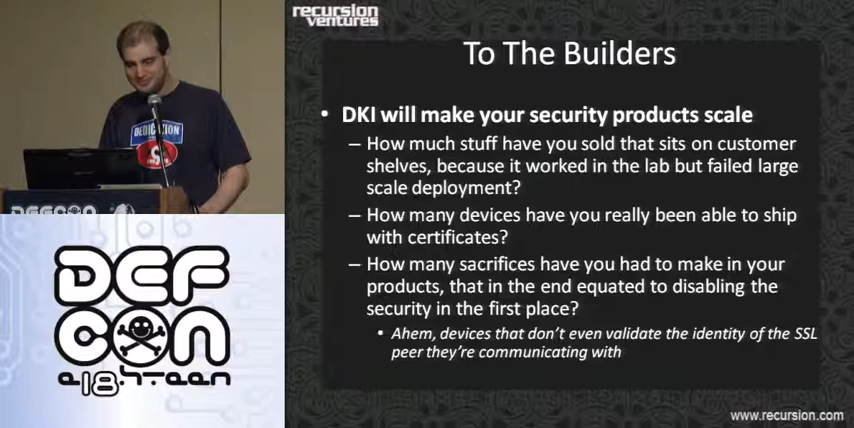 recursion
ventures
To The Builders
• DKI will make your security products scale
– How much stuff have you sold that sits on customer
shelves, because it worked in the lab but failed large
scale deployment?
– How many devices have you really been able to ship
with certificates?
– How many sacrifices have you had to make in your
products, that in the end equated to disabling the
security in the first place?
• Ahem, devices that don't even validate the identity of the SSL
peer they're communicating with
www.recursion.com
DEDICATION
DEFCON
DEF
CON
e18.hteen